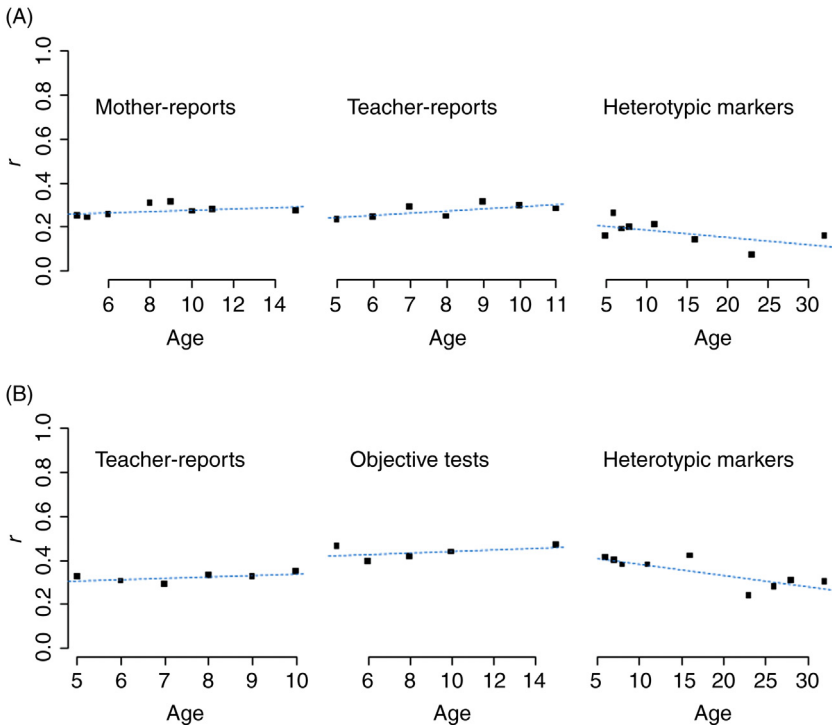 (A)
1.0
0.8
0.6
0.4
0.2
0.0
r
Mother-reports
6 8 10 12 14
Age
Teacher-reports
5 6 7 8 9 10 11
Age
Heterotypic markers
5 10 15 20 25 30
Age
(B)
1.0
0.8
0.6
0.4
0.2
0.0
r
Teacher-reports
5 6 7 8 9 10
Age
Objective tests
6 8 10 12 14
Age
Heterotypic markers
5 10 15 20 25 30
Age